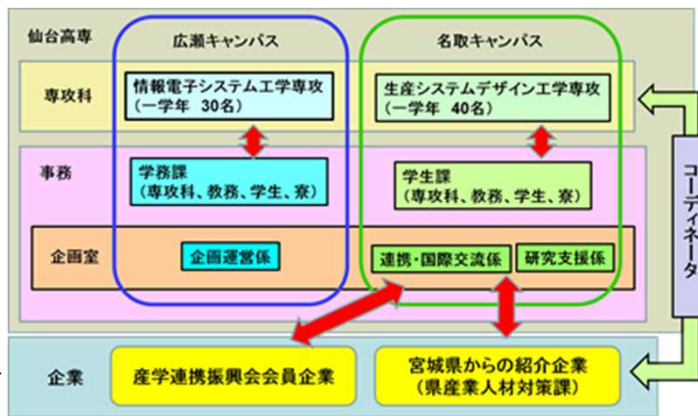 仙台高専
広瀬キャンパス
名取キャンパス
専攻科
情報電子システム工学専攻
(一学年 30名)
生産システムデザイン工学専攻
(一学年 40名)
事務
学務課
(専攻科、教務、学生、寮)
学生課
(専攻科、教務、学生、寮)
企画室
企画運営係
連携・国際交流係
研究支援係
コーディネータ
企業
産学連携振興会会員企業
宮城県からの紹介企業
(県産業人材対策課)